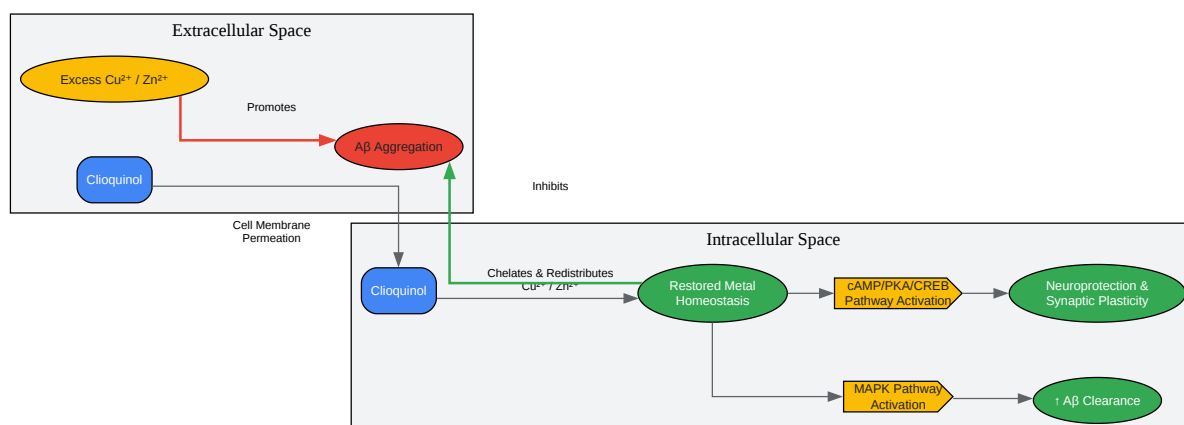 Extracellular Space
Excess Cu²⁺ / Zn²⁺
Promotes
Aβ Aggregation
Clioquinol
Inhibits
Cell Membrane
Permeation
Intracellular Space
Clioquinol
Chelates & Redistributes
Cu²⁺ / Zn²⁺
Restored Metal
Homeostasis
cAMP/PKA/CREB
Pathway Activation
Neuroprotection &
Synaptic Plasticity
MAPK Pathway
Activation
↑ Aβ Clearance